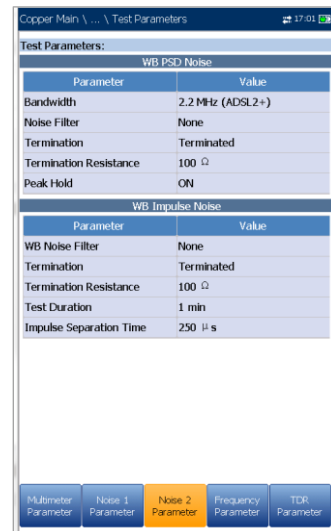 Copper Main \ ... \ Test Parameters 17:01
Test Parameters:
WB PSD Noise
Parameter Value
Bandwidth 2.2 MHz (ADSL2+)
Noise Filter None
Termination Terminated
Termination Resistance 100 Ω
Peak Hold ON
WB Impulse Noise
Parameter Value
WB Noise Filter None
Termination Terminated
Termination Resistance 100 Ω
Test Duration 1 min
Impulse Separation Time 250 μs
Multimeter Noise 1 Noise 2 Frequency TDR
Parameter Parameter Parameter Parameter Parameter